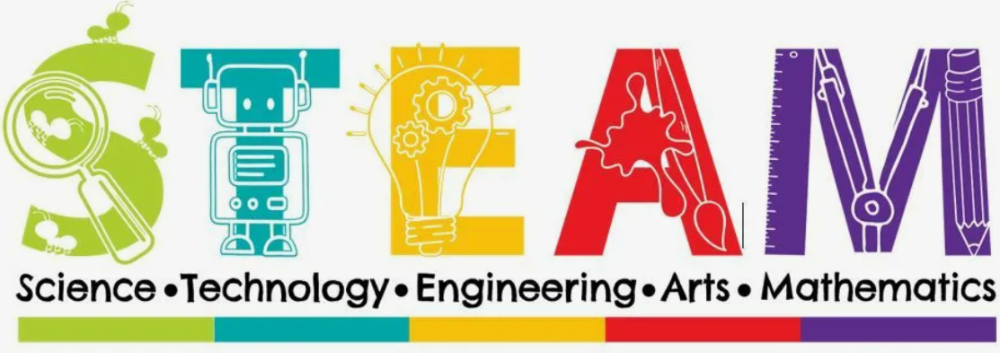 STEAM
Science • Technology • Engineering • Arts • Mathematics